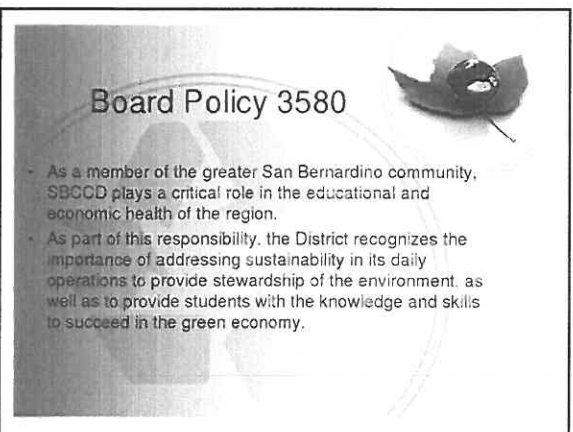 Board Policy 3580
· As a member of the greater San Bernardino community,
SBCCD plays a critical role in the educational and
economic health of the region.
· As part of this responsibility, the District recognizes the
importance of addressing sustainability in its daily
operations to provide stewardship of the environment, as
well as to provide students with the knowledge and skills
to succeed in the green economy.